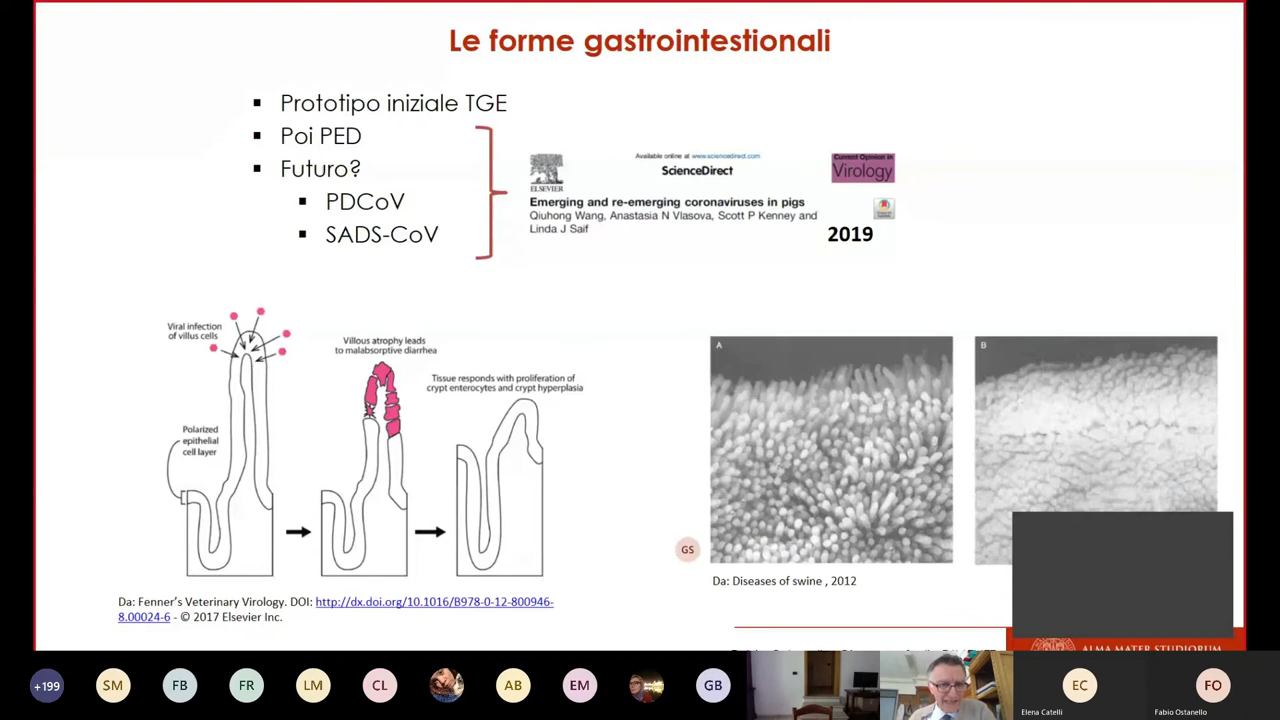 Le forme gastrointestionali
Prototipo iniziale TGE
Poi PED
Futuro?
PDCoV
SADS-CoV
ELSEVIER
Available online at www.sciencedirect.com
ScienceDirect
Current Opinion in
Virology
Emerging and re-emerging coronaviruses in pigs
Qiuhong Wang, Anastasia N Vlasova, Scott P Kenney and
Linda J Saif
2019
Viral infection
of villus cells
Polarized
epithelial
cell layer
Villous atrophy leads
to malabsorptive diarrhea
Tissue responds with proliferation of
crypt enterocytes and crypt hyperplasia
A
B
GS
Da: Diseases of swine , 2012
Da: Fenner's Veterinary Virology. DOI: http://dx.doi.org/10.1016/B978-0-12-800946-
8.00024-6 - © 2017 Elsevier Inc.
ALMA MATER STUDIORUM
+199
SM
FB
FR
LM
CL
AB
EM
GB
EC
FO
Elena Catelli
Fabio Ostanello